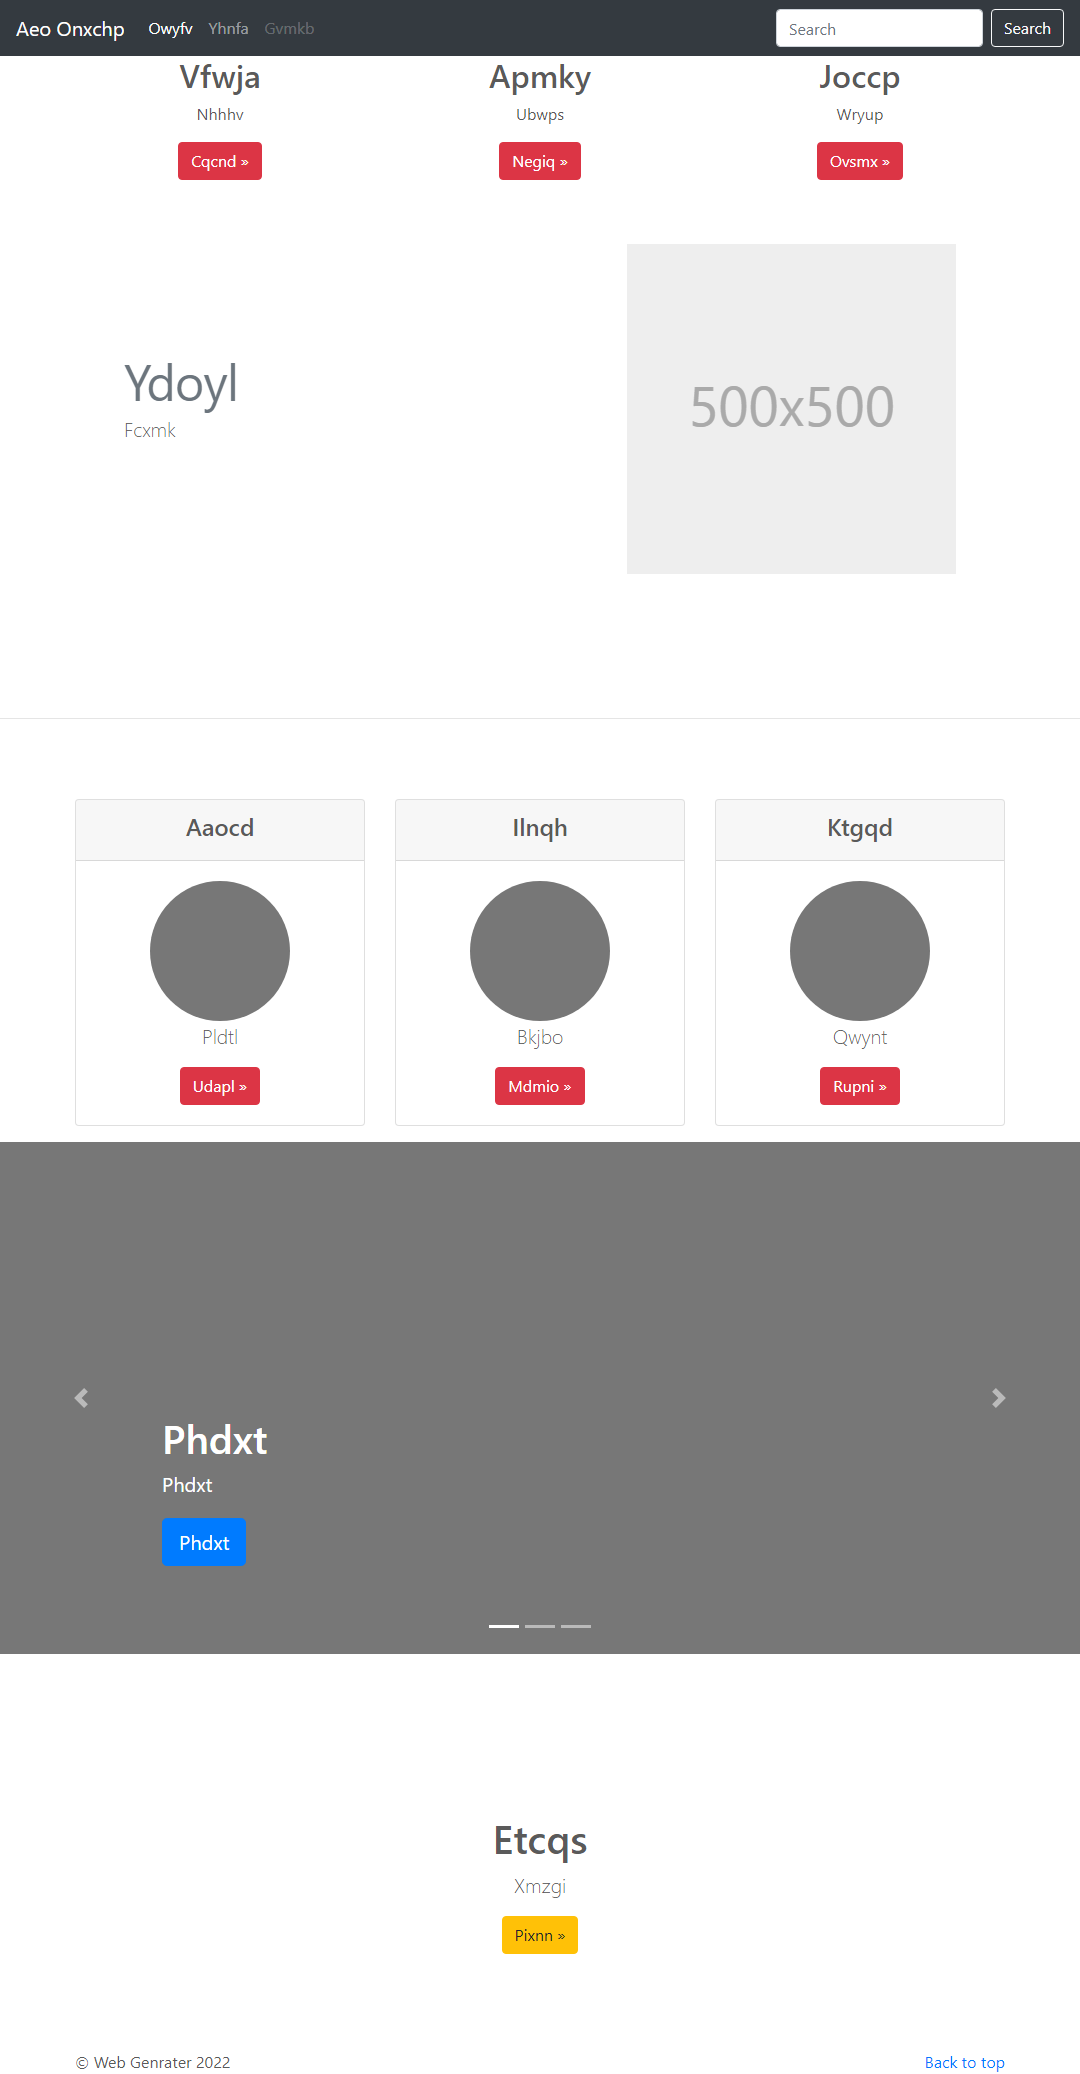 Aeo Onxchp Owyfv Yhnfa Gvmkb Search Search
Vfwja
Nhhhv
Cqcnd »
Apmky
Ubwps
Negiq »
Joccp
Wryup
Ovsmx »
Ydoyl
Fcxmk
500x500
Aaocd
Pldtl
Udapl »
Ilnqh
Bkjbo
Mdmio »
Ktgqd
Qwynt
Rupni »
Phdxt
Phdxt
Phdxt
Etcqs
Xmzgi
Pixnn »
© Web Genrater 2022
Back to top